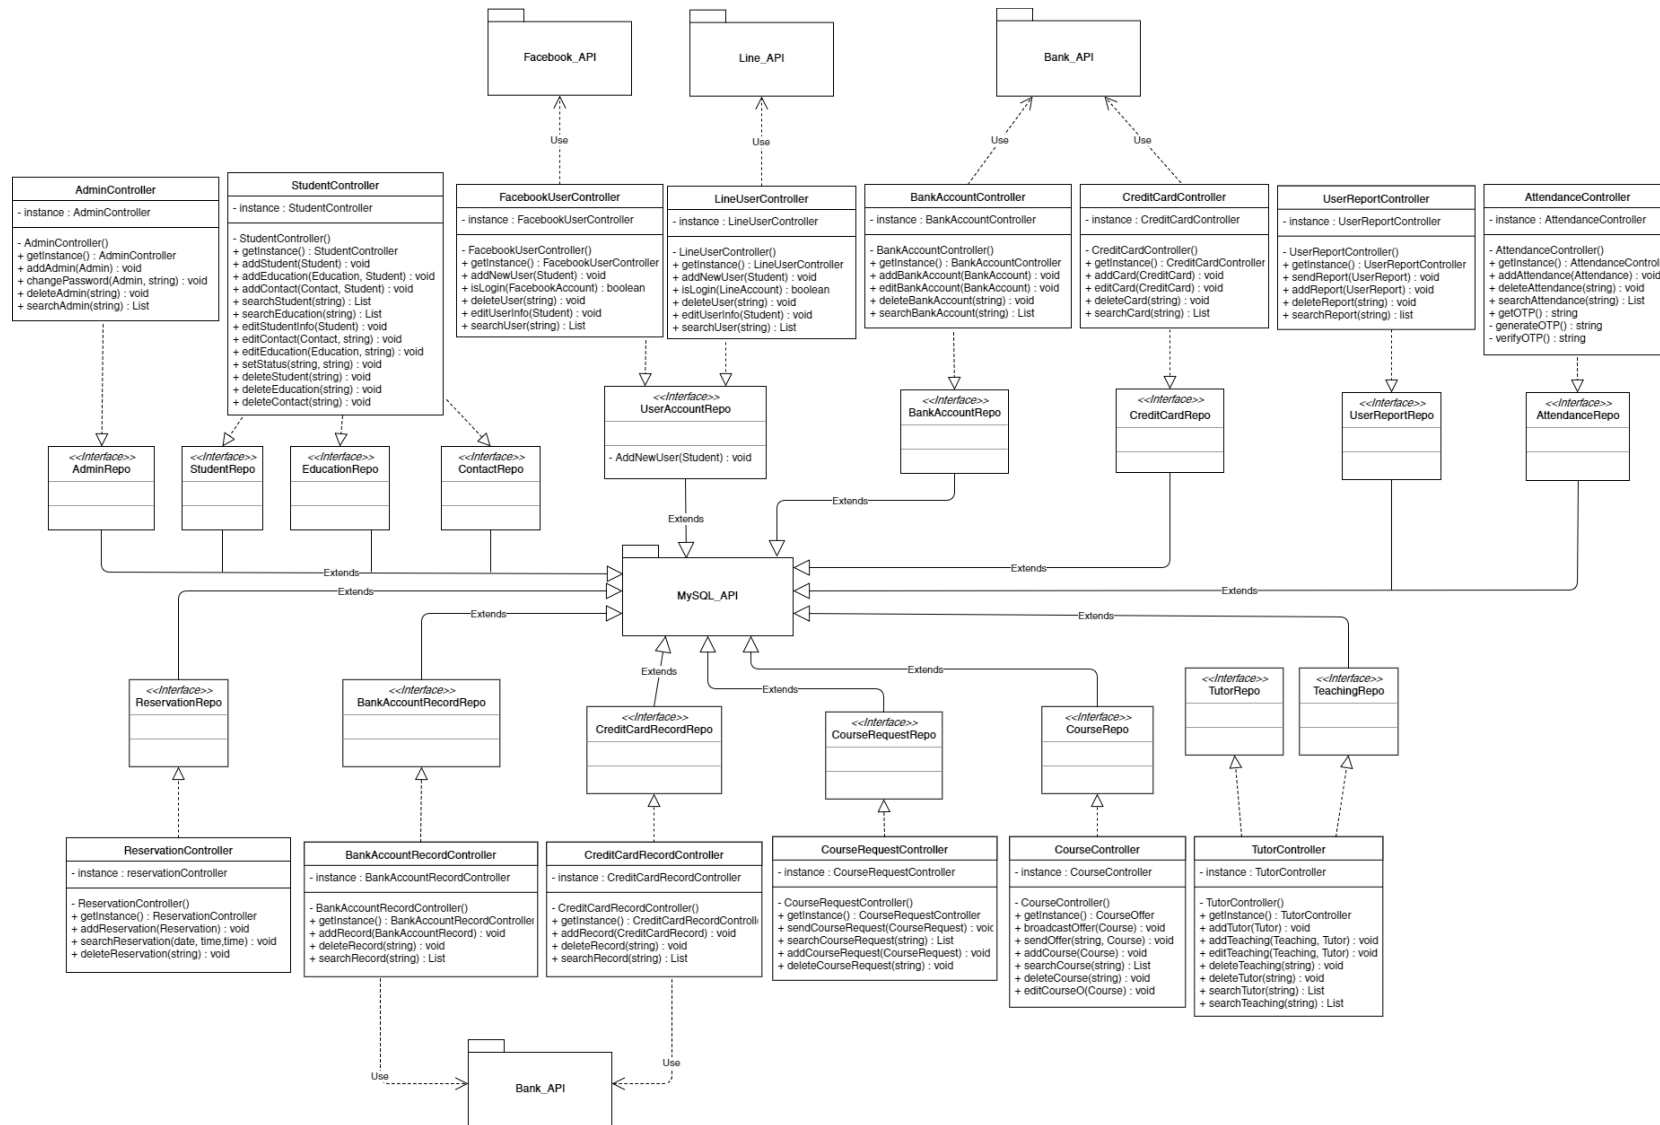 Facebook_API
Line_API
Bank_API
Use
Use
Use
Use
AdminController
- instance : AdminController
- AdminController()
+ getInstance() : AdminController
+ addAdmin(Admin) : void
+ changePassword(Admin, string) : void
+ deleteAdmin(string) : void
+ searchAdmin(string) : List
StudentController
- instance : StudentController
- StudentController()
+ getInstance() : StudentController
+ addStudent(Student) : void
+ addEducation(Education, Student) : void
+ addContact(Contact, Student) : void
+ searchStudent(string) : List
+ searchEducation(string) : List
+ editStudentInfo(Student) : void
+ editContact(Contact, string) : void
+ editEducation(Education, string) : void
+ setStatus(string, string) : void
+ deleteStudent(string) : void
+ deleteEducation(string) : void
+ deleteContact(string) : void
FacebookUserController
- instance : FacebookUserController
- FacebookUserController()
+ getInstance() : FacebookUserController
+ addNewUser(Student) : void
+ isLogin(FacebookAccount) : boolean
+ deleteUser(string) : void
+ editUserInfo(Student) : void
+ searchUser(string) : List
LineUserController
- instance : LineUserController
- LineUserController()
+ getInstance() : LineUserController
+ addNewUser(Student) : void
+ isLogin(LineAccount) : boolean
+ deleteUser(string) : void
+ editUserInfo(Student) : void
+ searchUser(string) : List
BankAccountController
- instance : BankAccountController
- BankAccountController()
+ getInstance() : BankAccountController
+ addBankAccount(BankAccount) : void
+ editBankAccount(BankAccount) : void
+ deleteBankAccount(string) : void
+ searchBankAccount(string) : List
CreditCardController
- instance : CreditCardController
- CreditCardController()
+ getInstance() : CreditCardController
+ addCard(CreditCard) : void
+ editCard(CreditCard) : void
+ deleteCard(string) : void
+ searchCard(string) : List
UserReportController
- instance : UserReportController
- UserReportController()
+ getInstance() : UserReportController
+ sendReport(UserReport) : void
+ addReport(UserReport) : void
+ deleteReport(string) : void
+ searchReport(string) : list
AttendanceController
- instance : AttendanceController
- AttendanceController()
+ getInstance() : AttendanceControll
+ addAttendance(Attendance) : void
+ deleteAttendance(string) : void
+ searchAttendance(string) : List
+ getOTP() : string
- generateOTP() : string
- verifyOTP() : string
<<Interface>>
AdminRepo
<<Interface>>
StudentRepo
<<Interface>>
EducationRepo
<<Interface>>
ContactRepo
<<Interface>>
UserAccountRepo
- AddNewUser(Student) : void
<<Interface>>
BankAccountRepo
<<Interface>>
CreditCardRepo
<<Interface>>
UserReportRepo
<<Interface>>
AttendanceRepo
Extends
Extends
Extends
Extends
Extends
Extends
Extends
MySQL_API
Extends
Extends
Extends
Extends
Extends
<<Interface>>
ReservationRepo
<<Interface>>
BankAccountRecordRepo
<<Interface>>
CreditCardRecordRepo
<<Interface>>
CourseRequestRepo
<<Interface>>
CourseRepo
<<Interface>>
TutorRepo
<<Interface>>
TeachingRepo
ReservationController
- instance : reservationController
- ReservationController()
+ getInstance() : ReservationController
+ addReservation(Reservation) : void
+ searchReservation(date, time,time) : void
+ deleteReservation(string) : void
BankAccountRecordController
- instance : BankAccountRecordController
- BankAccountRecordController()
+ getInstance() : BankAccountRecordController
+ addRecord(BankAccountRecord) : void
+ deleteRecord(string) : void
+ searchRecord(string) : List
CreditCardRecordController
- instance : CreditCardRecordController
- CreditCardRecordController()
+ getInstance() : CreditCardRecordControlle
+ addRecord(CreditCardRecord) : void
+ deleteRecord(string) : void
+ searchRecord(string) : List
CourseRequestController
- instance : CourseRequestController
- CourseRequestController()
+ getInstance() : CourseRequestController
+ sendCourseRequest(CourseRequest) : void
+ searchCourseRequest(string) : List
+ addCourseRequest(CourseRequest) : void
+ deleteCourseRequest(string) : void
CourseController
- instance : CourseController
- CourseController()
+ getInstance() : CourseOffer
+ broadcastOffer(Course) : void
+ sendOffer(string, Course) : void
+ addCourse(Course) : void
+ searchCourse(string) : List
+ deleteCourse(string) : void
+ editCourseO(Course) : void
TutorController
- instance : TutorController
- TutorController()
+ getInstance() : TutorController
+ addTutor(Tutor) : void
+ addTeaching(Teaching, Tutor) : void
+ editTeaching(Teaching, Tutor) : void
+ deleteTeaching(string) : void
+ deleteTutor(string) : void
+ searchTutor(string) : List
+ searchTeaching(string) : List
Use
Use
Bank_API